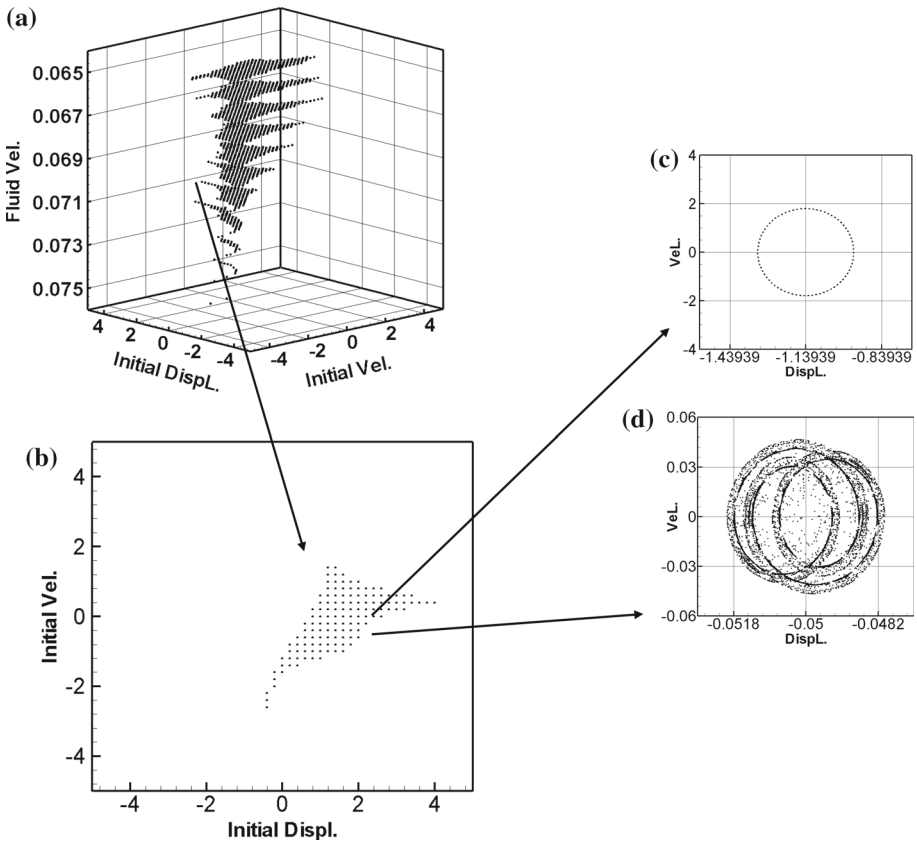 (a)
Fluid Vel.
0.065
0.067
0.069
0.071
0.073
0.075
4 2 0 -2 -4
-4 -2 0 2 4
Initial DispL.
Initial Vel.
(b)
Initial Vel.
4
2
0
-2
-4
-4 -2 0 2 4
Initial Displ.
(c)
VeL.
4
2
0
-2
-4
-1.43939 -1.13939 -0.83939
DispL.
(d)
VeL.
0.06
0.03
0
-0.03
-0.06
-0.0518 -0.05 -0.0482
DispL.